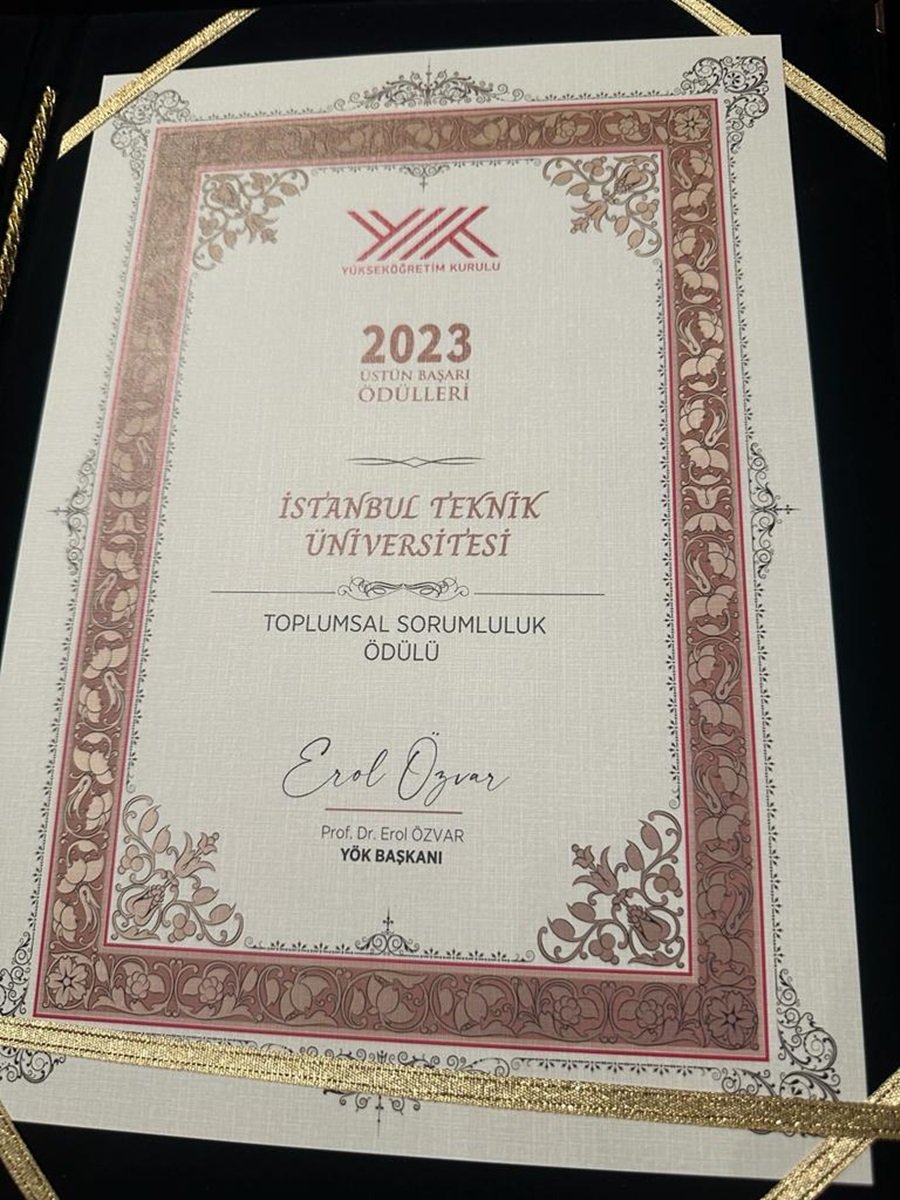 YÜKSEKÖĞRETİM KURULU
2023
ÜSTÜN BAŞARI
ÖDÜLLERİ
İSTANBUL TEKNİK
ÜNİVERSİTESİ
TOPLUMSAL SORUMLULUK
ÖDÜLÜ
Erol Özvar
Prof. Dr. Erol ÖZVAR
YÖK BAŞKANI